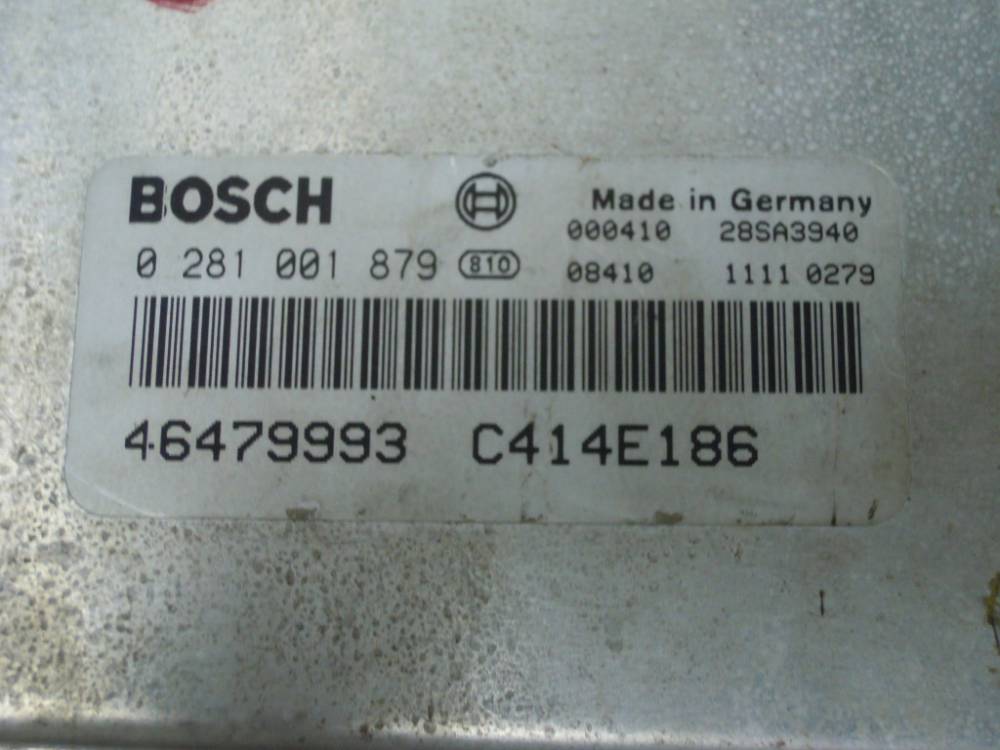 BOSCH Made in Germany
000410 28SA3940
0 281 001 879 810 08410 1111 0279
46479993 C414E186